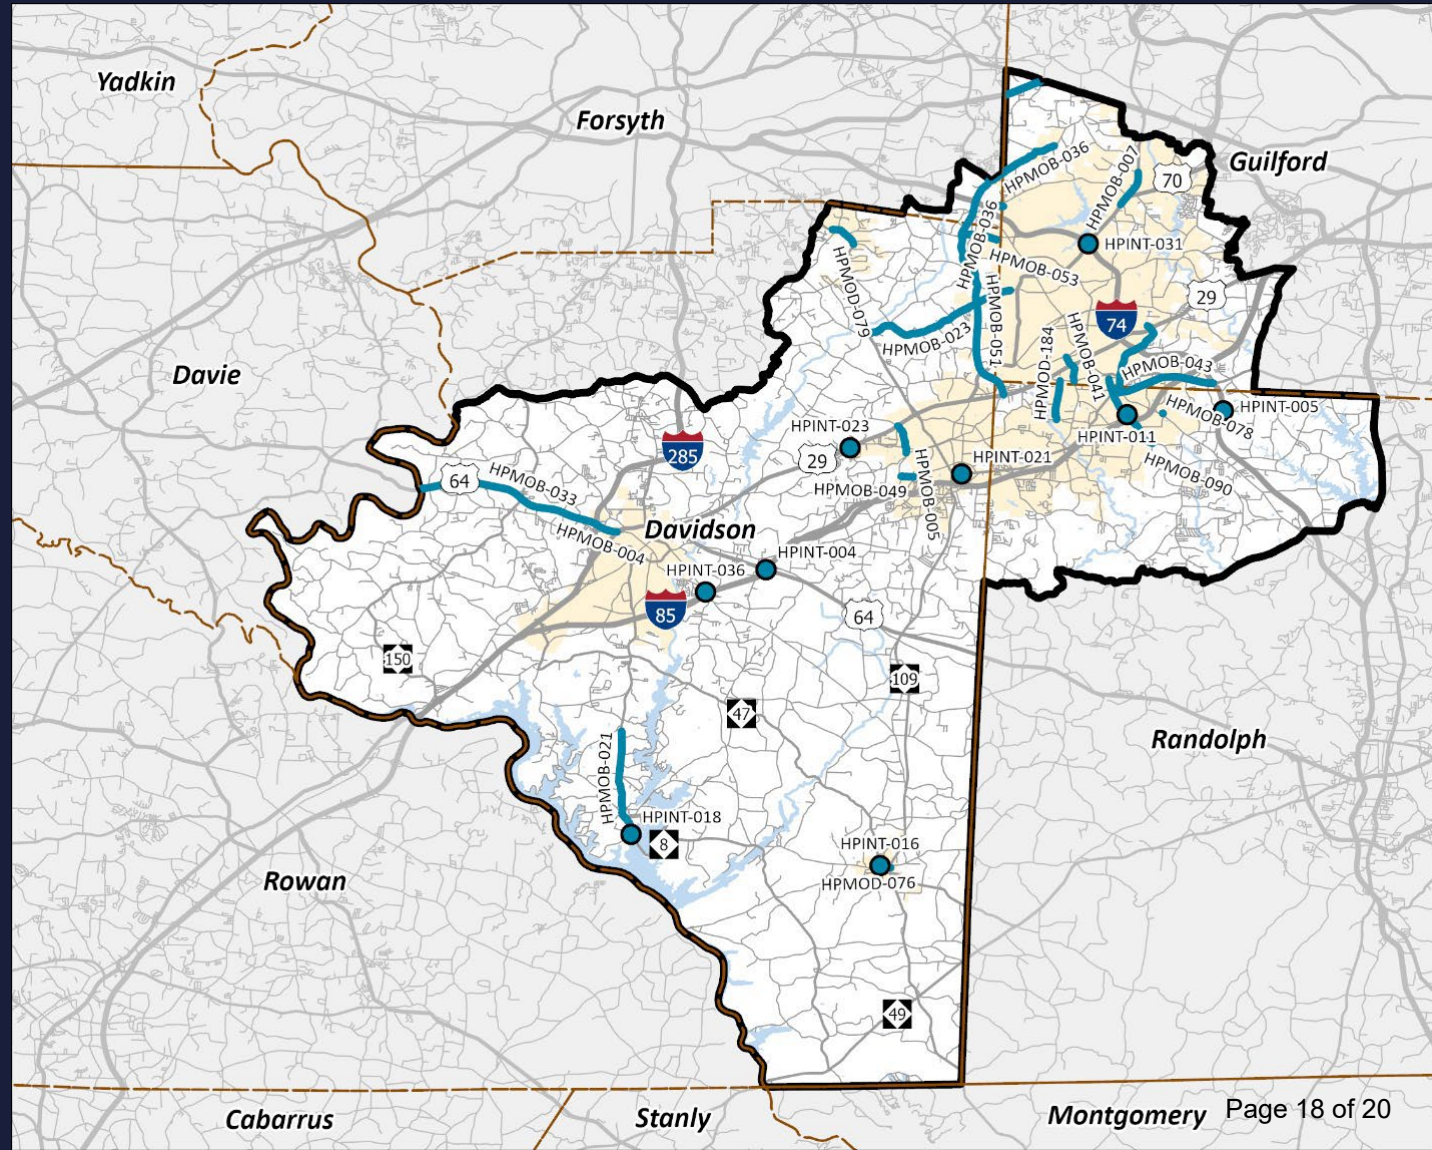 Yadkin
Forsyth
Guilford
HPMOB-036
HPMOB-007
70
HPMOB-036
HPINT-031
HPMOB-053
HPMOD-079
29
HPMOB-023
HPMOB-051
74
HPMOD-184
HPMOB-041
HPMOB-043
Davie
HPINT-005
HPMOB-078
HPINT-011
HPINT-023
285
29
HPINT-021
HPMOB-090
64
HPMOB-033
HPMOB-049
HPMOB-005
Davidson
HPMOB-004
HPINT-004
HPINT-036
85
64
150
109
47
Randolph
HPMOB-021
HPINT-018
8
HPINT-016
HPMOD-076
Rowan
49
Cabarrus
Stanly
Montgomery
Page 18 of 20